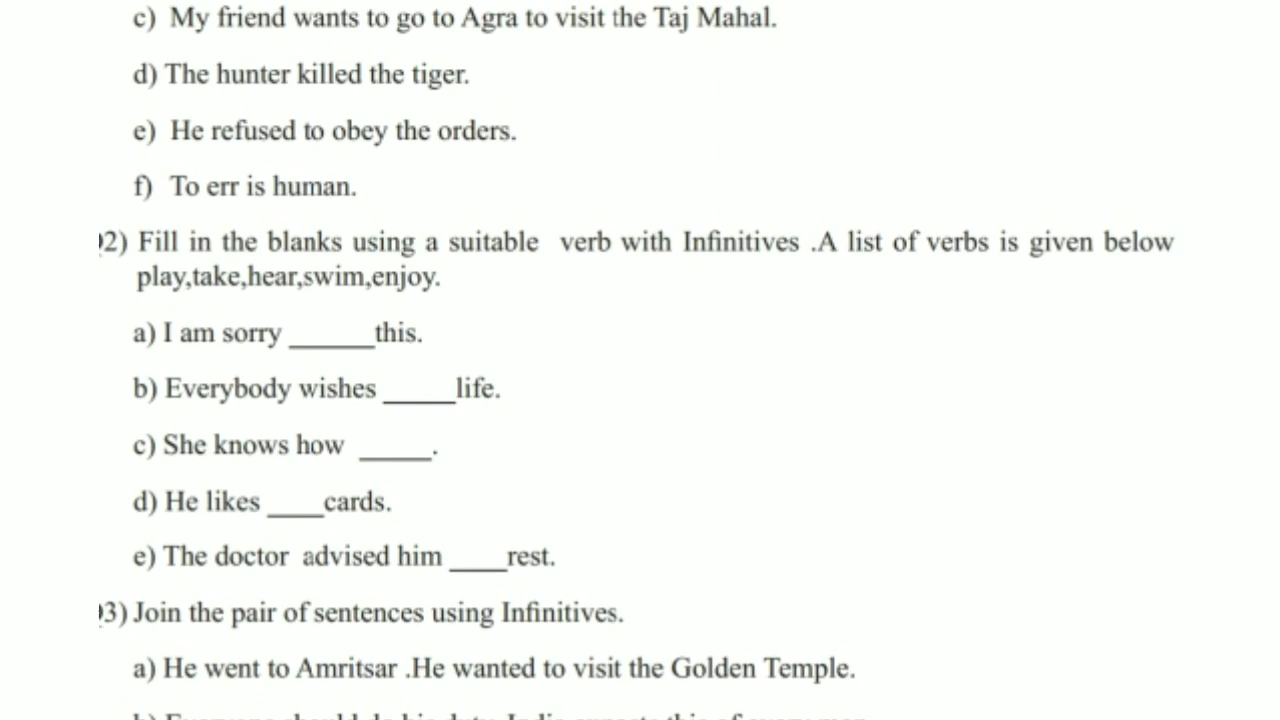 c) My friend wants to go to Agra to visit the Taj Mahal.
d) The hunter killed the tiger.
e) He refused to obey the orders.
f) To err is human.
2) Fill in the blanks using a suitable verb with Infinitives .A list of verbs is given below
play,take,hear,swim,enjoy.
a) I am sorry ______this.
b) Everybody wishes _____life.
c) She knows how _____.
d) He likes ____cards.
e) The doctor advised him ____rest.
3) Join the pair of sentences using Infinitives.
a) He went to Amritsar .He wanted to visit the Golden Temple.